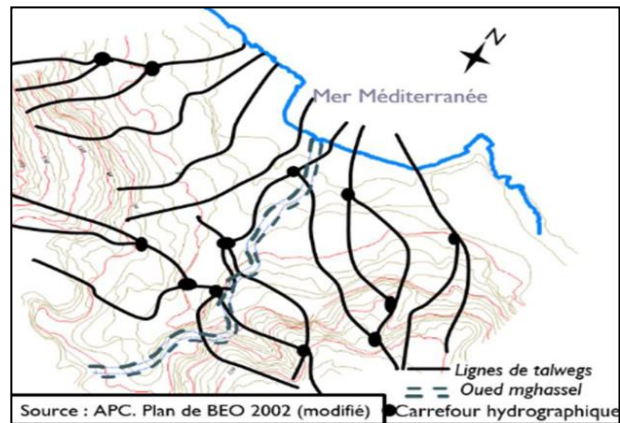 N
Mer Méditerranée
Lignes de talwegs
Oued mghassel
Source : APC. Plan de BEO 2002 (modifié)
Carrefour hydrographique